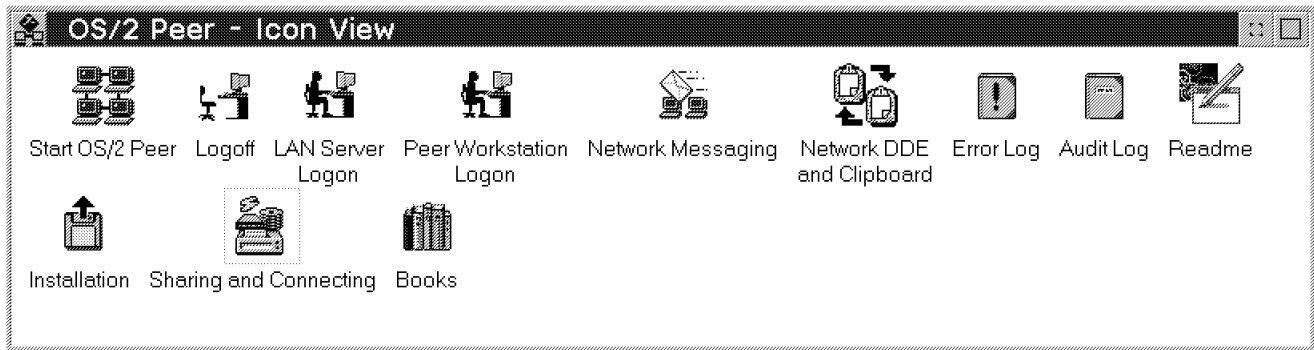 OS/2 Peer - Icon View
Start OS/2 Peer
Logoff
LAN Server
Logon
Peer Workstation
Logon
Network Messaging
Network DDE
and Clipboard
Error Log
Audit Log
Readme
Installation
Sharing and Connecting
Books